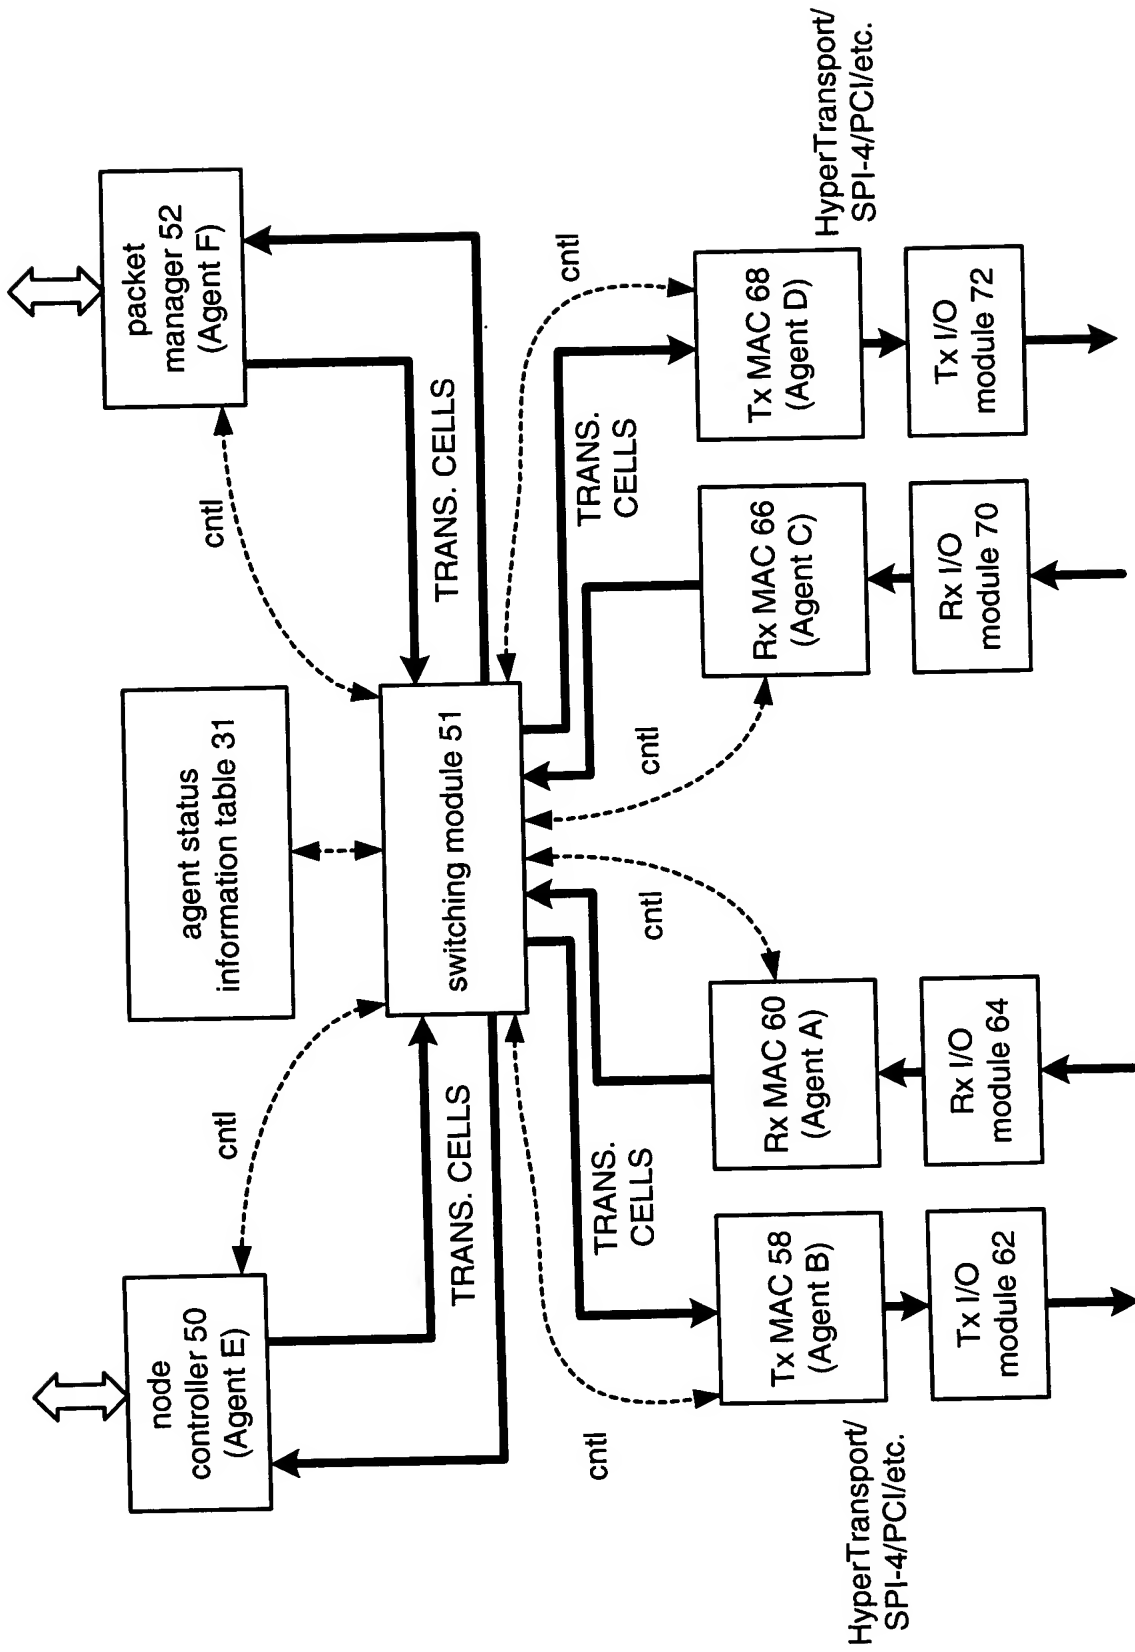 node
controller 50
(Agent E)
agent status
information table 31
packet
manager 52
(Agent F)
cntl
cntl
TRANS. CELLS
TRANS. CELLS
switching module 51
cntl
TRANS.
CELLS
cntl
cntl
TRANS.
CELLS
cntl
HyperTransport/
SPI-4/PCI/etc.
Tx MAC 58
(Agent B)
Rx MAC 60
(Agent A)
Rx MAC 66
(Agent C)
Tx MAC 68
(Agent D)
HyperTransport/
SPI-4/PCI/etc.
Tx I/O
module 62
Rx I/O
module 64
Rx I/O
module 70
Tx I/O
module 72